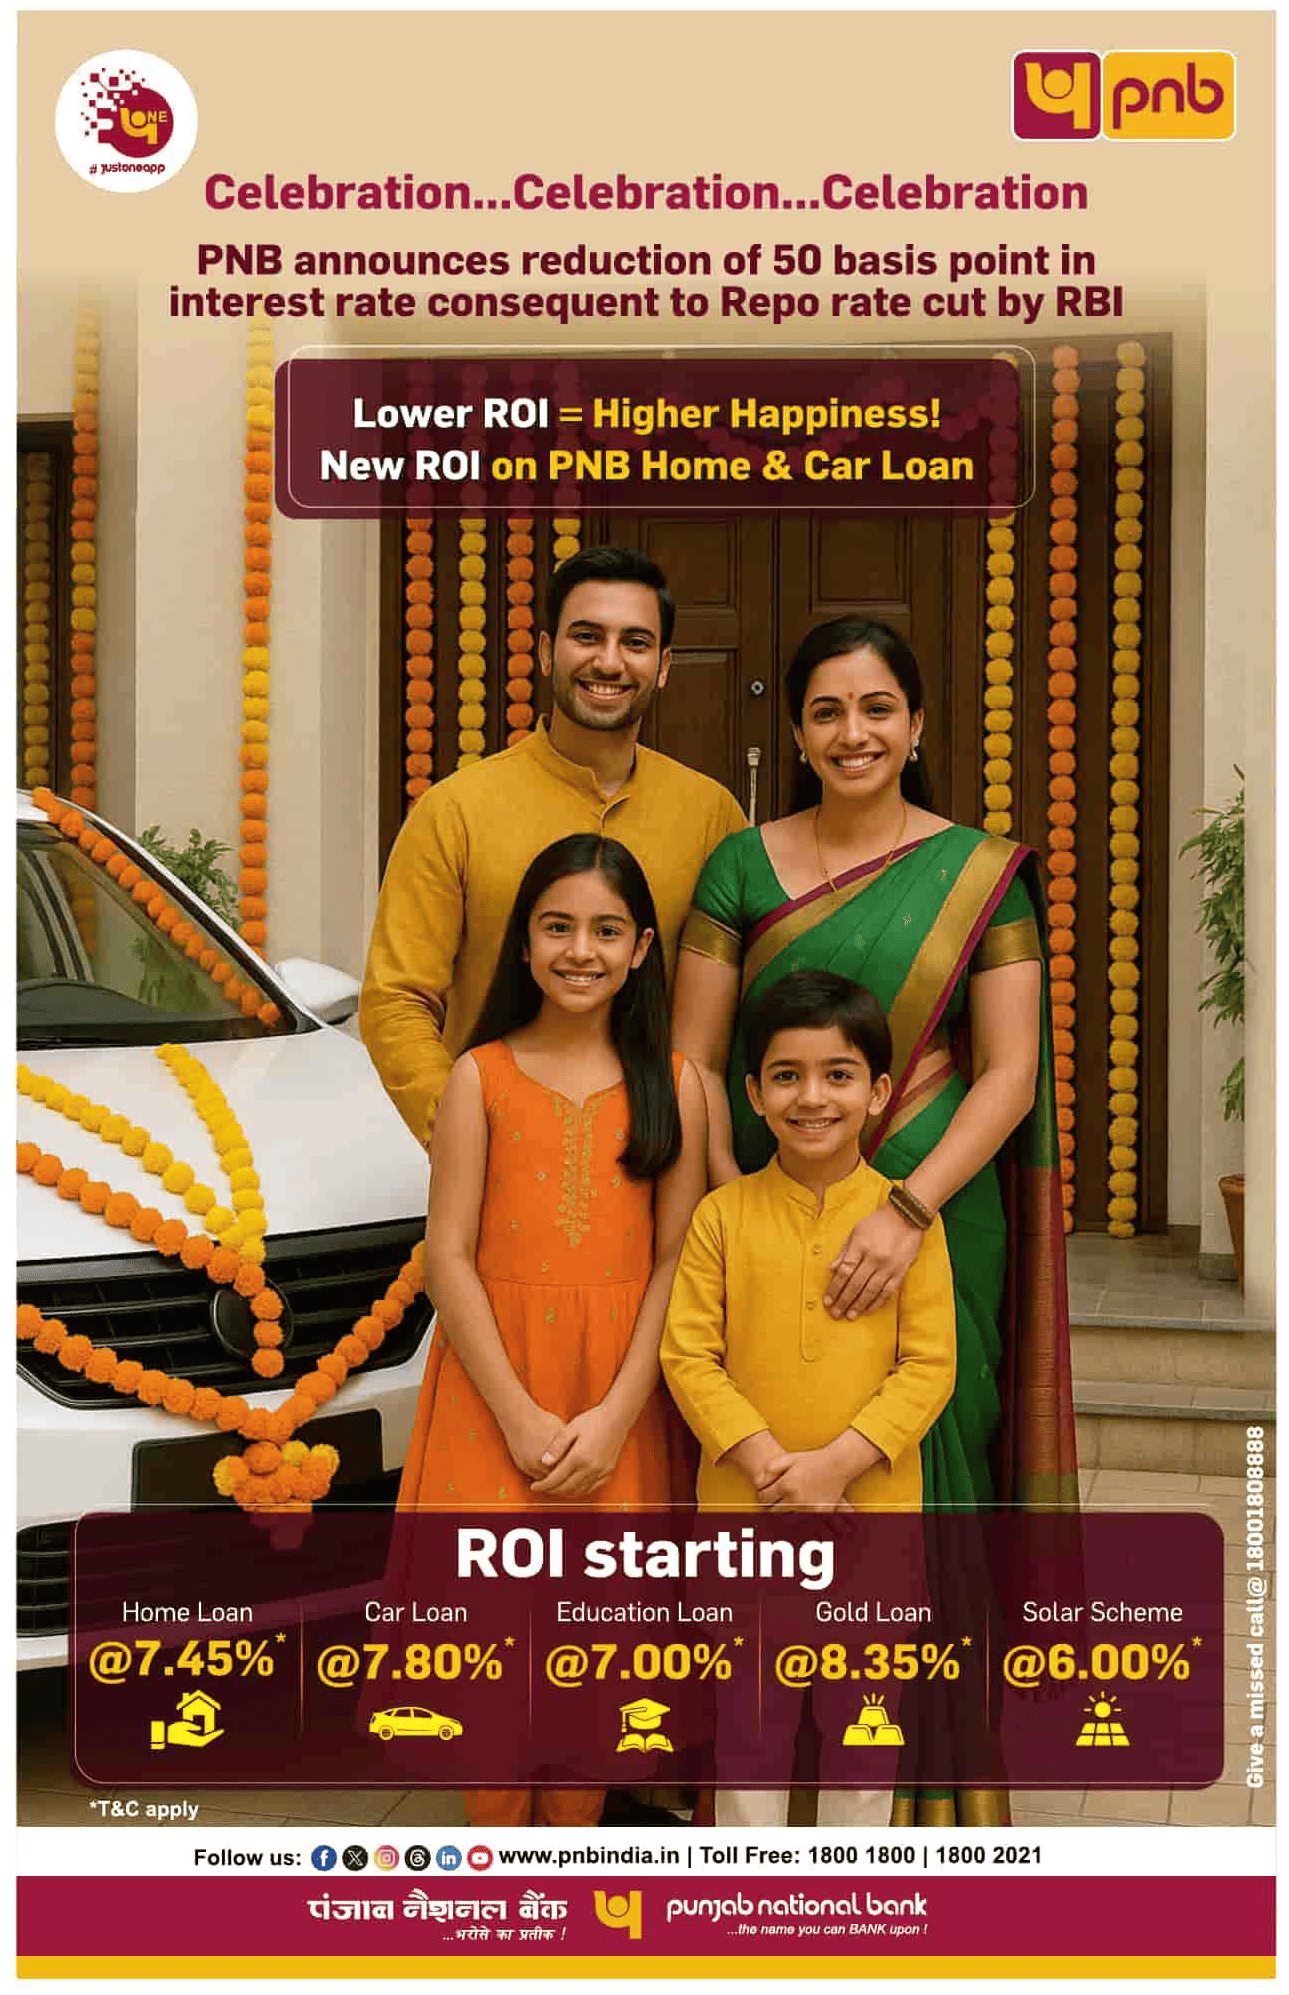 पNE
# justoneapp
pnb
Celebration...Celebration...Celebration
PNB announces reduction of 50 basis point in
interest rate consequent to Repo rate cut by RBI
Lower ROI = Higher Happiness!
New ROI on PNB Home & Car Loan
ROI starting
Home Loan
@7.45%*
Car Loan
@7.80%*
Education Loan
@7.00%*
Gold Loan
@8.35%*
Solar Scheme
@6.00%*
*T&C apply
Give a missed call@ 18001808888
Follow us: www.pnbindia.in | Toll Free: 1800 1800 | 1800 2021
पंजाब नैशनल बैंक
...भरोसे का प्रतीक !
punjab national bank
...the name you can BANK upon !